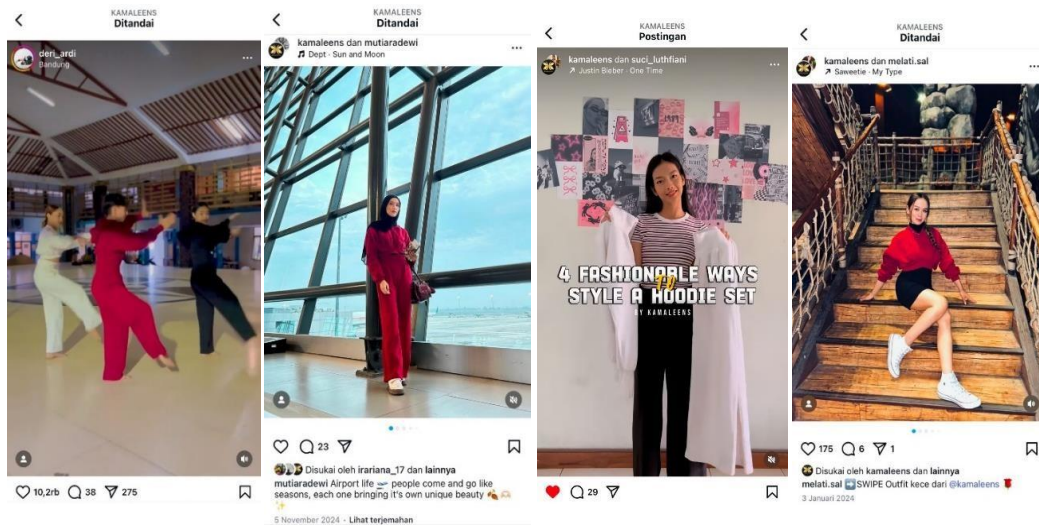 KAMALEENS
Ditandai
deri_ardi
Bandung
10,2rb 38 275
KAMALEENS
Ditandai
kamaleens dan mutiaradewi
Dept · Sun and Moon
23
Disukai oleh irariana_17 dan lainnya
mutiaradewi Airport life 🛫 people come and go like
seasons, each one bringing it's own unique beauty 🍂🫶🏻
✨
5 November 2024 · Lihat terjemahan
KAMALEENS
Postingan
kamaleens dan suci_luthfiani
↗ Justin Bieber · One Time
4 FASHIONABLE WAYS
TO
STYLE A HOODIE SET
BY KAMALEENS
29
KAMALEENS
Ditandai
kamaleens dan melati.sal
↗ Saweetie · My Type
175 6 1
Disukai oleh kamaleens dan lainnya
melati.sal ➡️SWIPE Outfit kece dari @kamaleens 🌹
3 Januari 2024